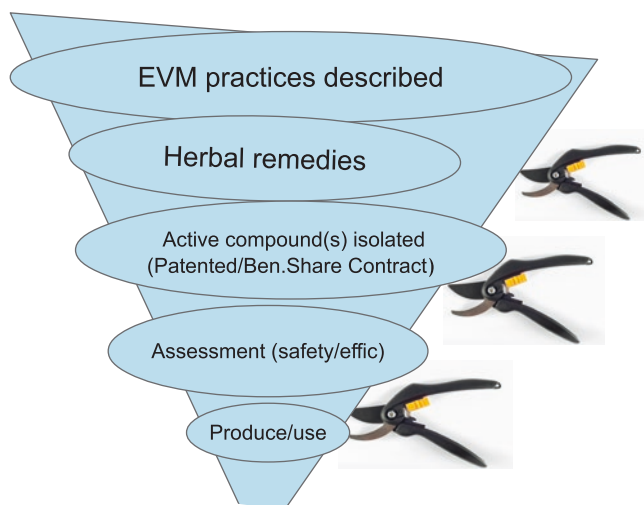 EVM practices described
Herbal remedies
Active compound(s) isolated
(Patented/Ben.Share Contract)
Assessment (safety/effic)
Produce/use